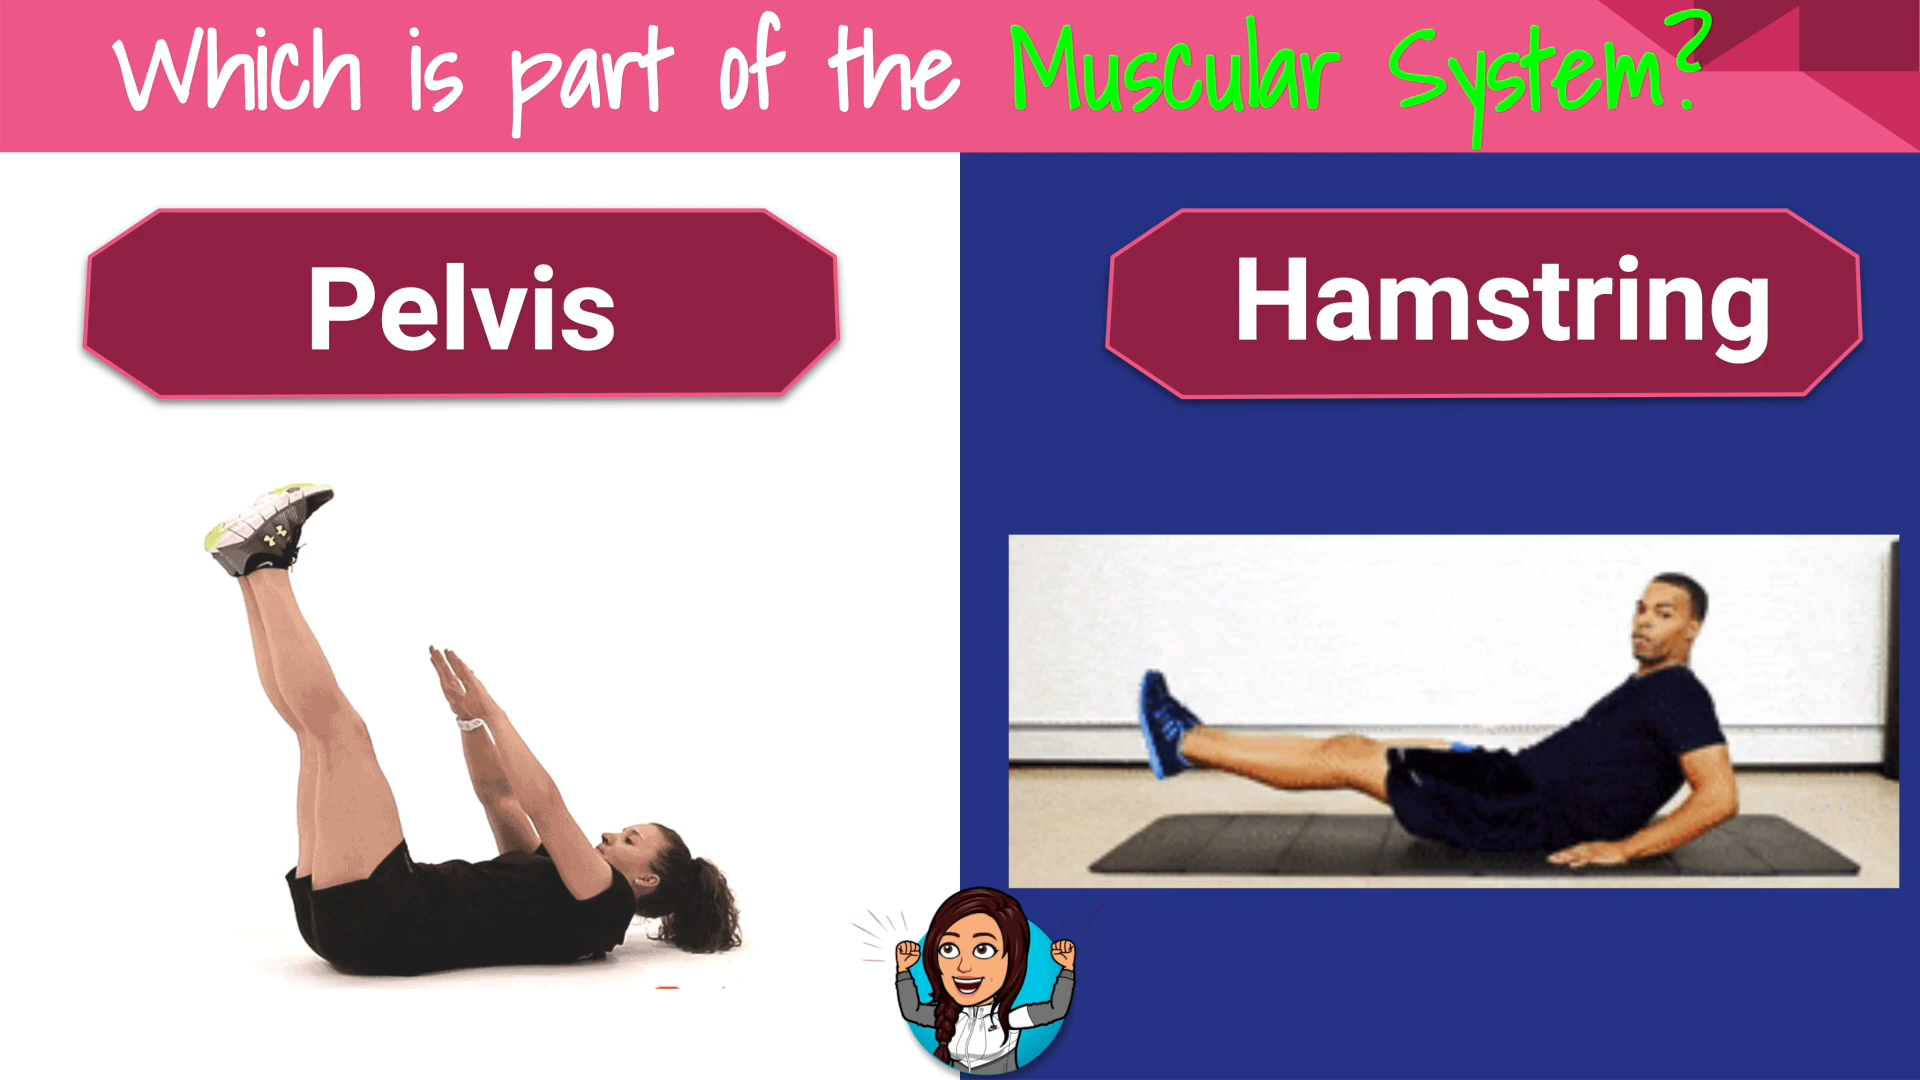 Which is part of the Muscular System?
Pelvis
Hamstring